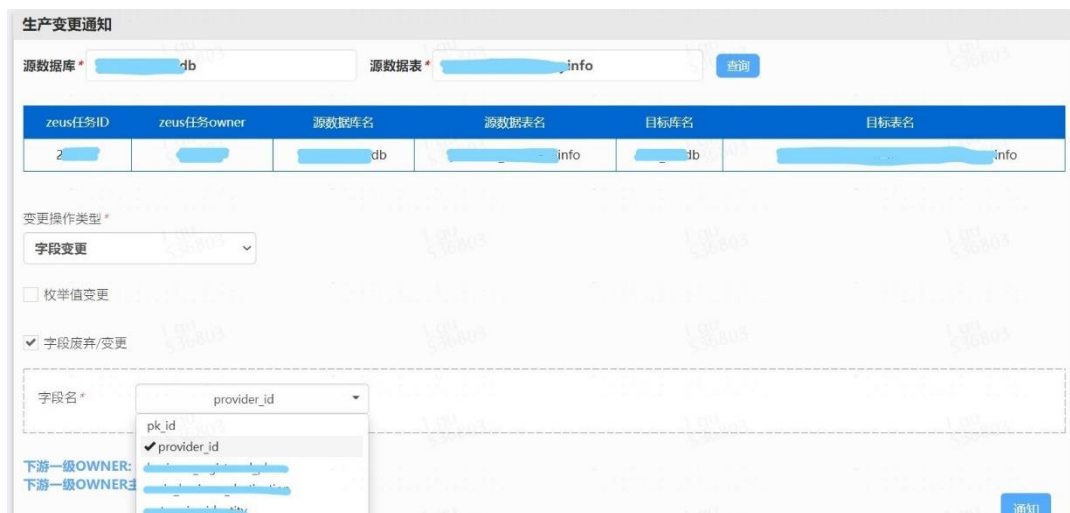 生产变更通知
源数据库* db 源数据表* info 查询
zeus任务ID zeus任务owner 源数据库名 源数据表名 目标库名 目标表名
2 db info db info
变更操作类型*
字段变更
枚举值变更
字段废弃/变更
字段名* provider_id
pk_id
provider_id
下游一级OWNER:
下游一级OWNER主
通知